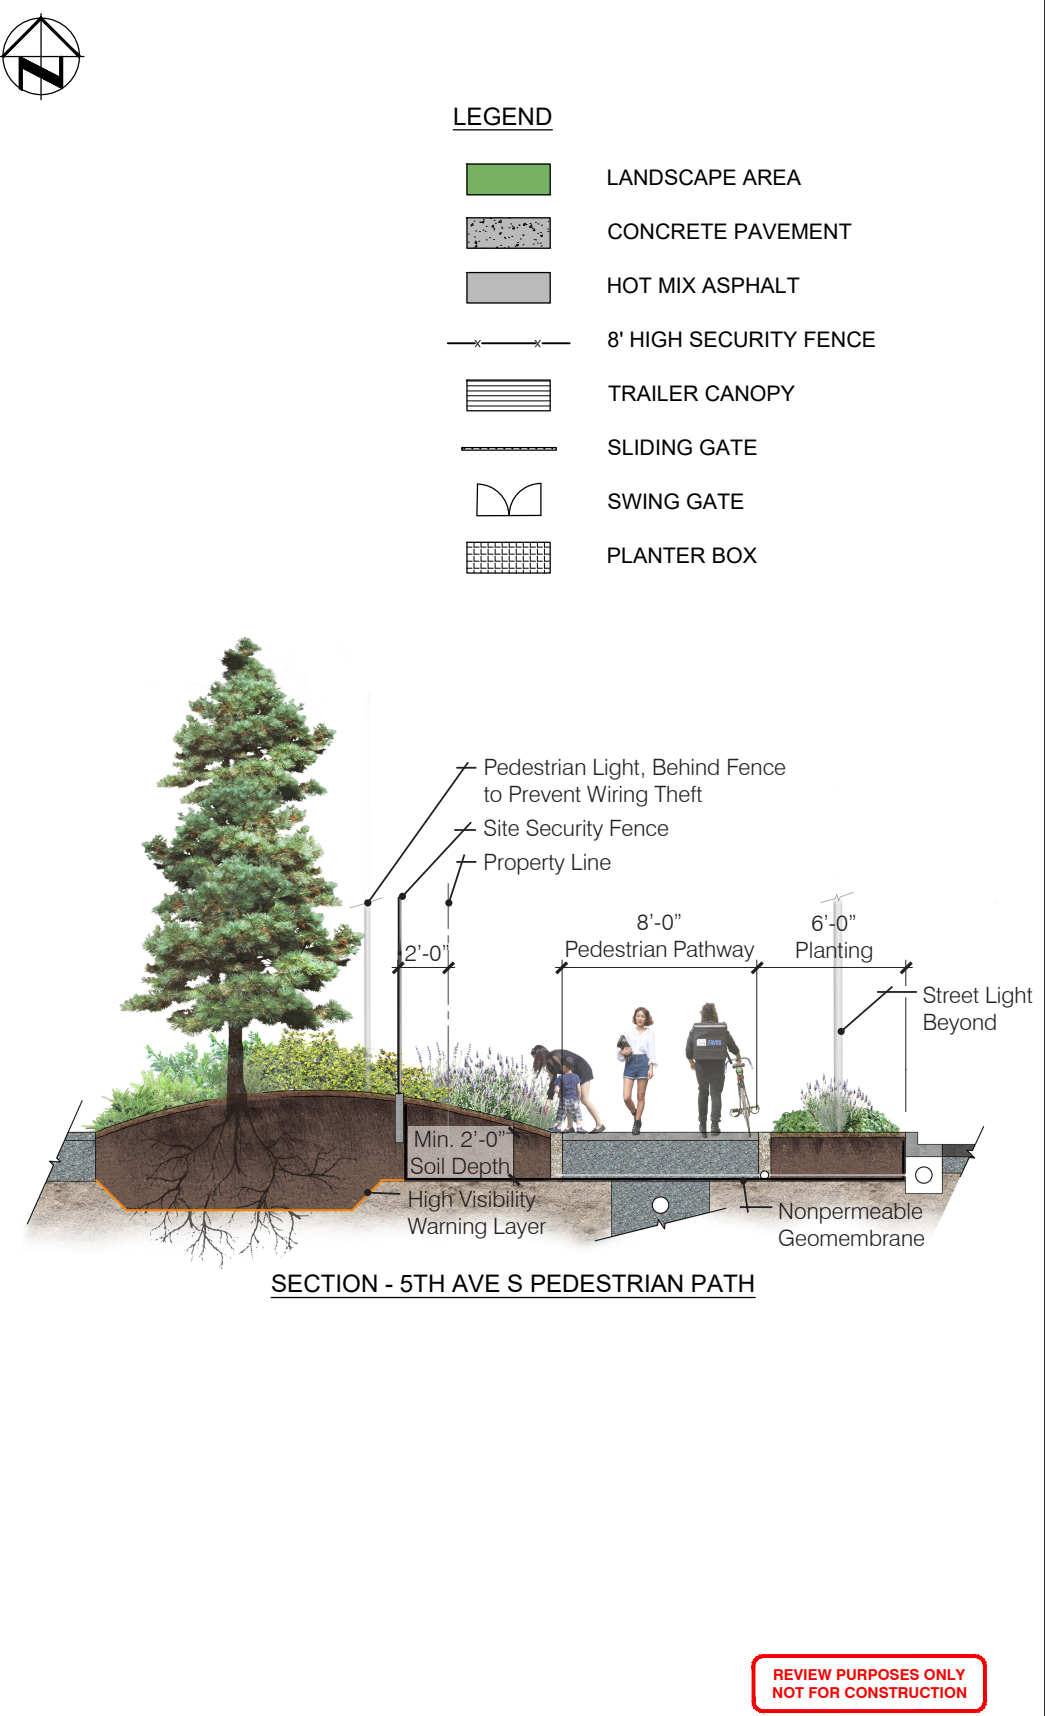 N
LEGEND
LANDSCAPE AREA
CONCRETE PAVEMENT
HOT MIX ASPHALT
8' HIGH SECURITY FENCE
TRAILER CANOPY
SLIDING GATE
SWING GATE
PLANTER BOX
Pedestrian Light, Behind Fence
to Prevent Wiring Theft
Site Security Fence
Property Line
2’-0”
8’-0”
Pedestrian Pathway
6’-0”
Planting
Street Light
Beyond
Min. 2’-0”
Soil Depth
High Visibility
Warning Layer
Nonpermeable
Geomembrane
SECTION - 5TH AVE S PEDESTRIAN PATH
REVIEW PURPOSES ONLY
NOT FOR CONSTRUCTION